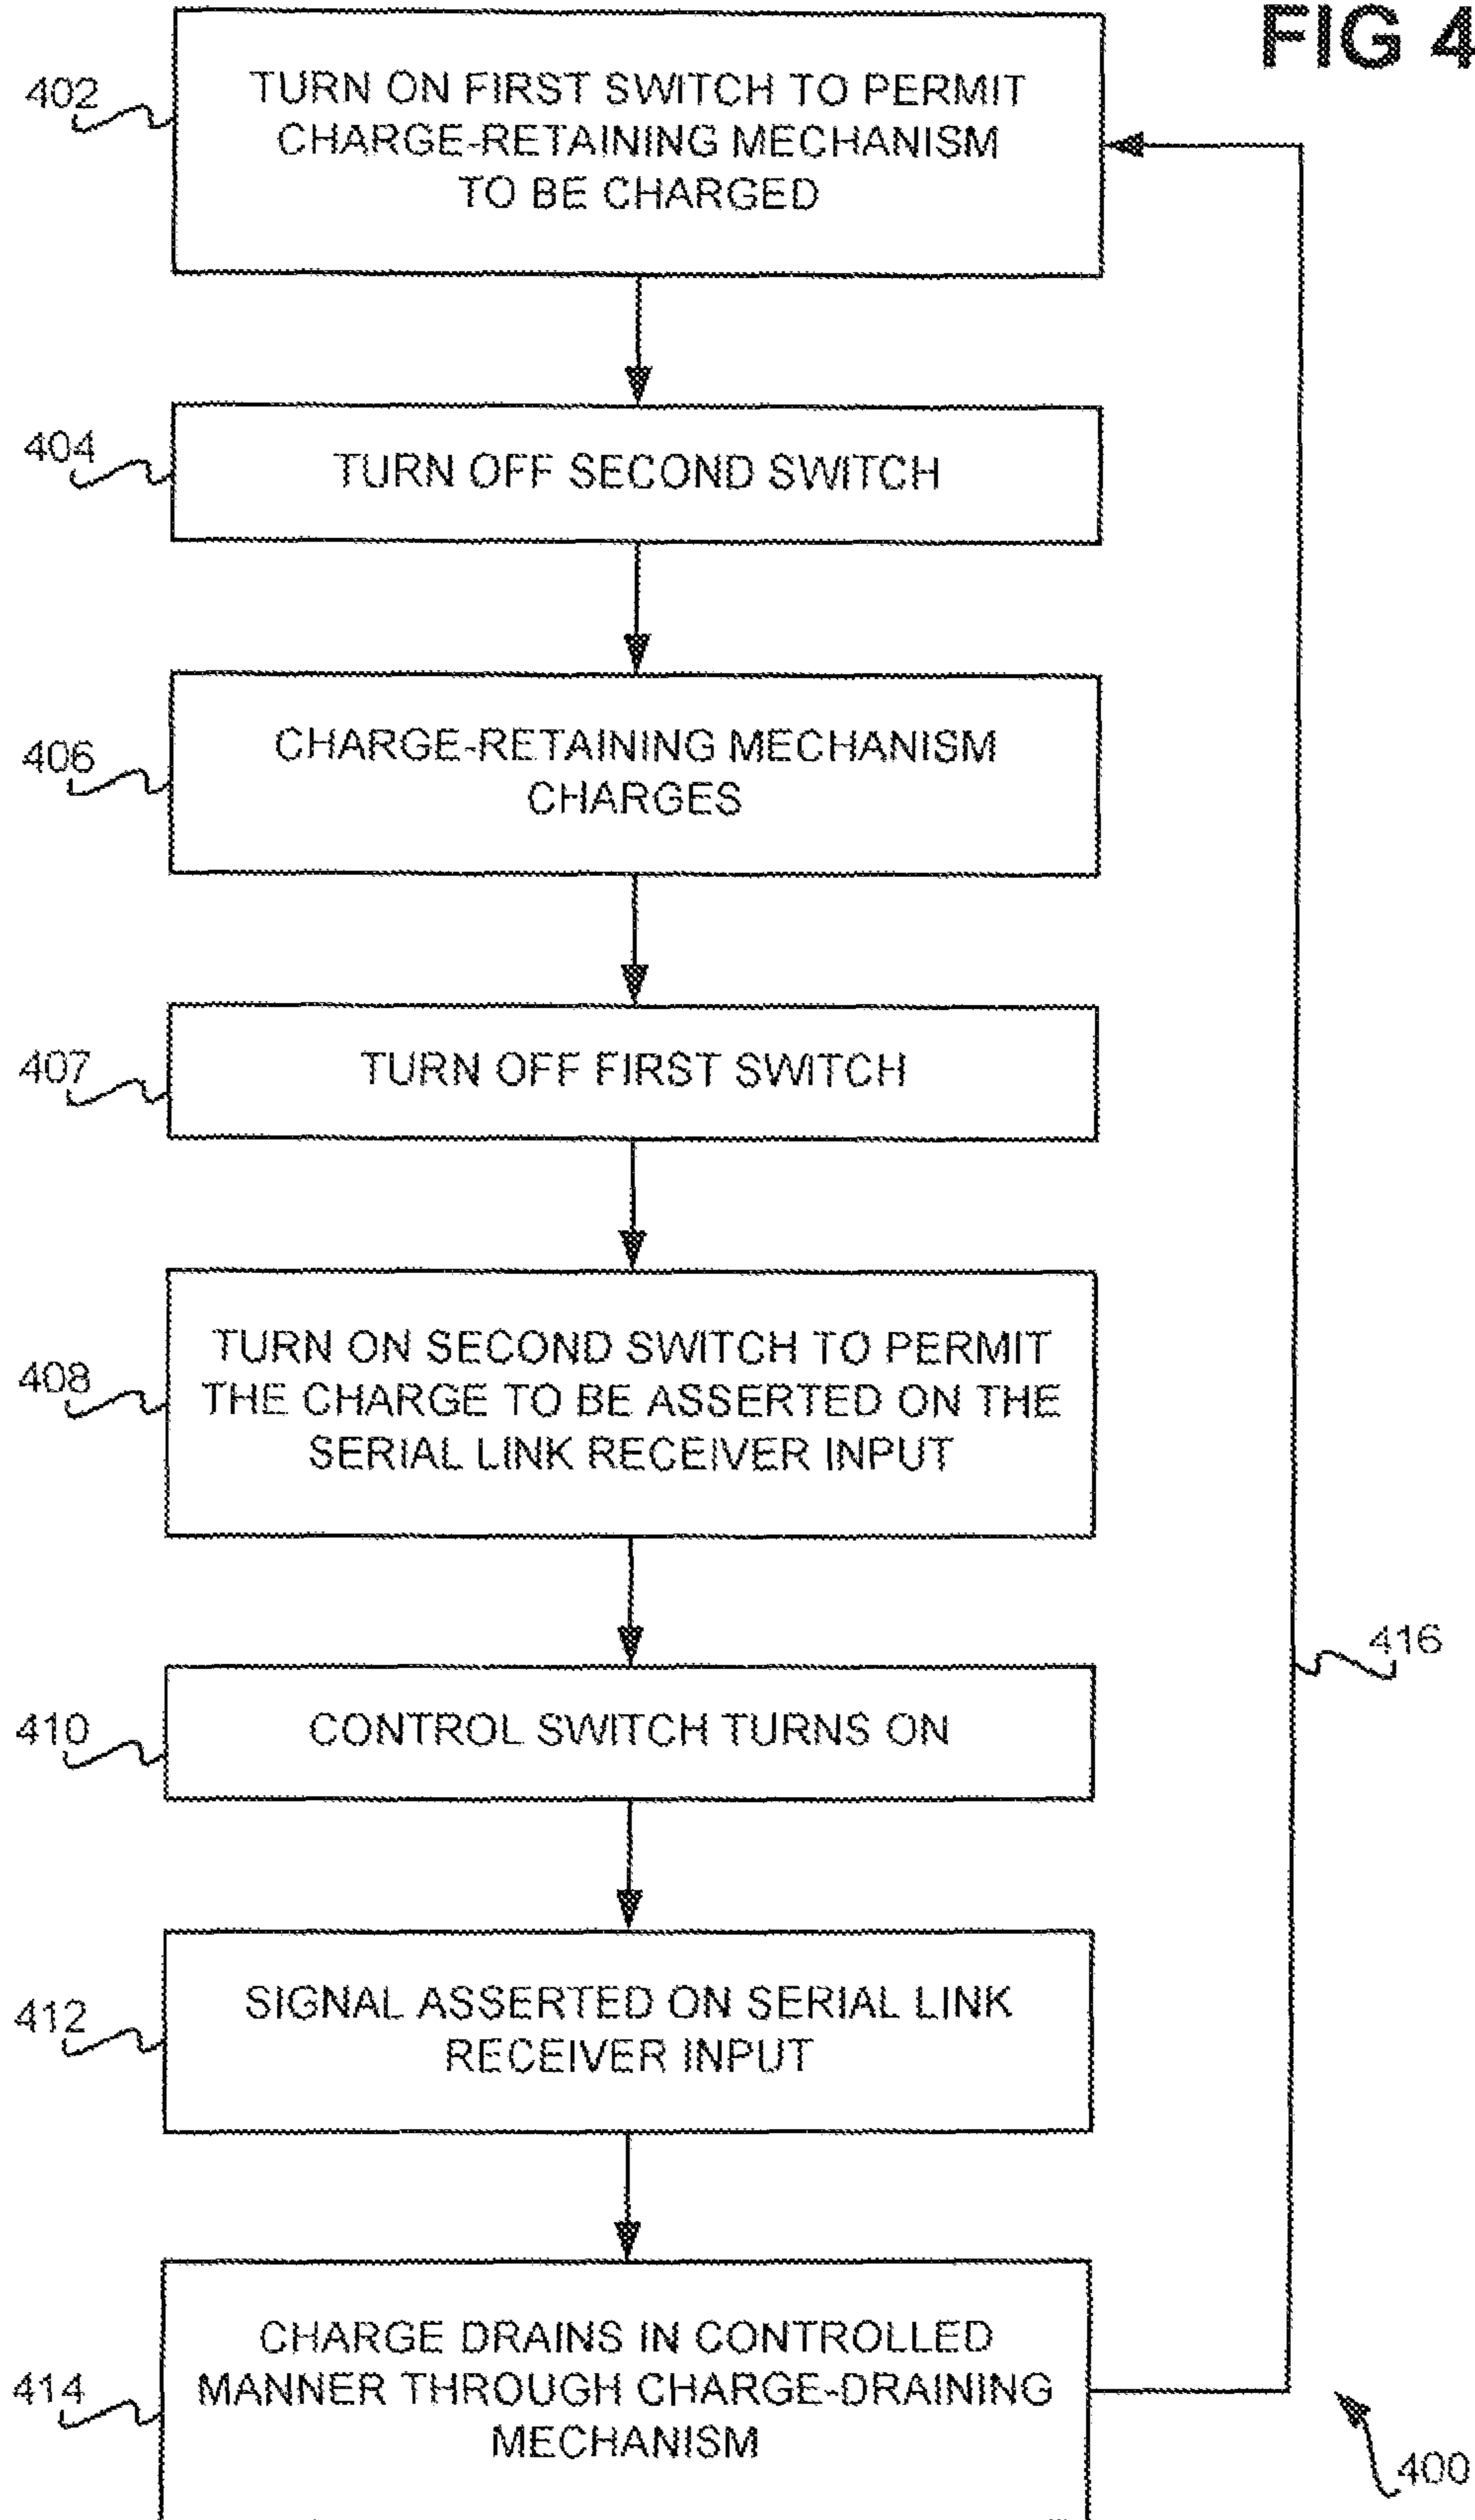 FIG 4
402
TURN ON FIRST SWITCH TO PERMIT
CHARGE-RETAINING MECHANISM
TO BE CHARGED
404
TURN OFF SECOND SWITCH
406
CHARGE-RETAINING MECHANISM
CHARGES
407
TURN OFF FIRST SWITCH
408
TURN ON SECOND SWITCH TO PERMIT
THE CHARGE TO BE ASSERTED ON THE
SERIAL LINK RECEIVER INPUT
416
410
CONTROL SWITCH TURNS ON
412
SIGNAL ASSERTED ON SERIAL LINK
RECEIVER INPUT
414
CHARGE DRAINS IN CONTROLLED
MANNER THROUGH CHARGE-DRAINING
MECHANISM
400